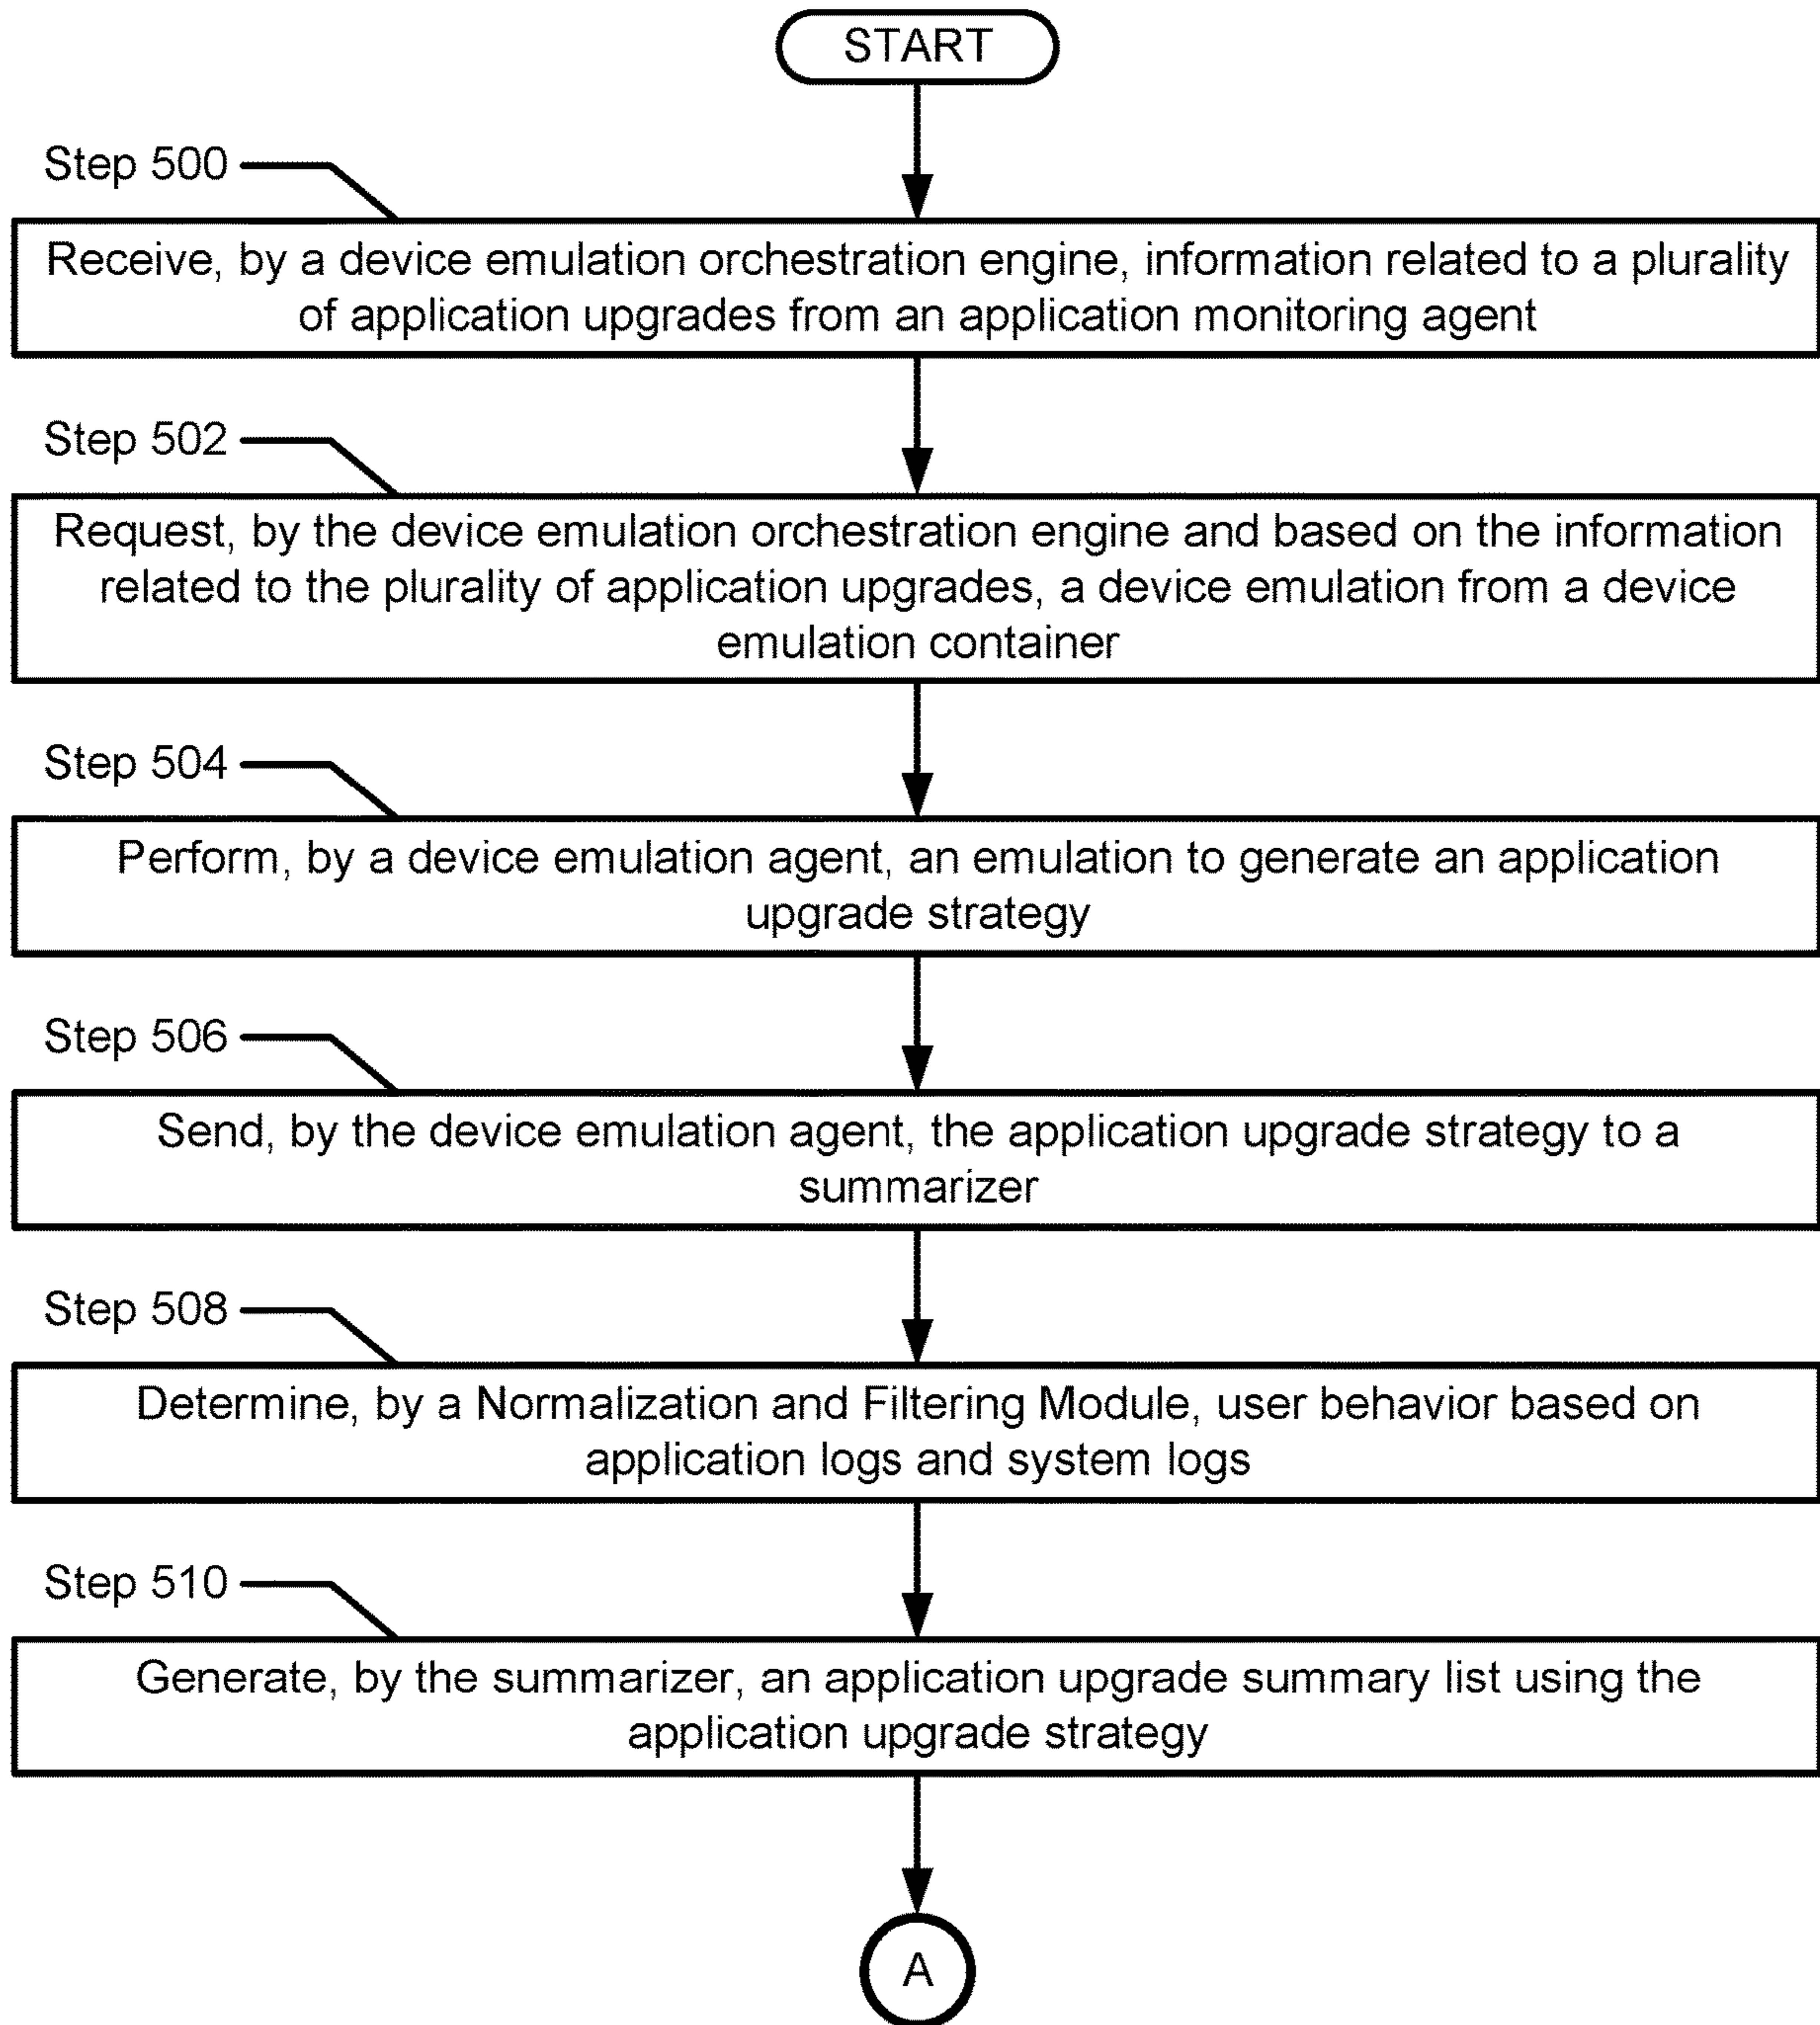 START
Step 500
Receive, by a device emulation orchestration engine, information related to a plurality
of application upgrades from an application monitoring agent
Step 502
Request, by the device emulation orchestration engine and based on the information
related to the plurality of application upgrades, a device emulation from a device
emulation container
Step 504
Perform, by a device emulation agent, an emulation to generate an application
upgrade strategy
Step 506
Send, by the device emulation agent, the application upgrade strategy to a
summarizer
Step 508
Determine, by a Normalization and Filtering Module, user behavior based on
application logs and system logs
Step 510
Generate, by the summarizer, an application upgrade summary list using the
application upgrade strategy
A